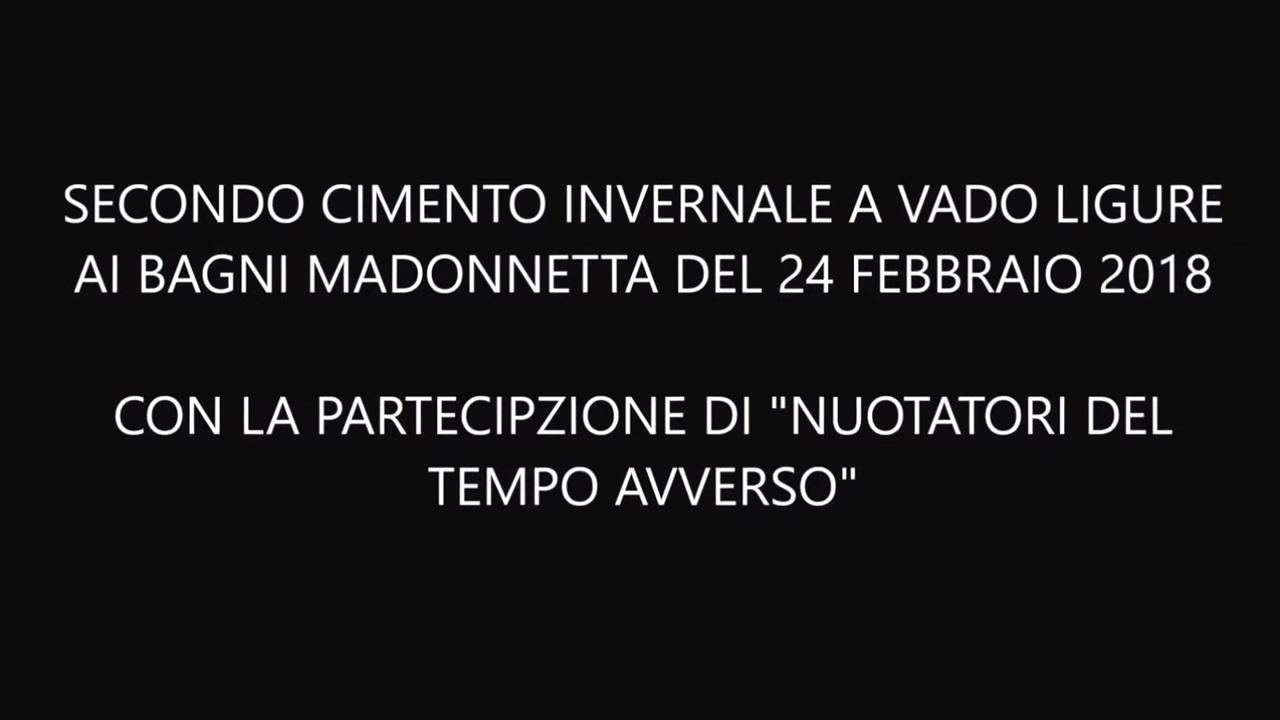 SECONDO CIMENTO INVERNALE A VADO LIGURE
AI BAGNI MADONNETTA DEL 24 FEBBRAIO 2018
CON LA PARTECIPZIONE DI "NUOTATORI DEL
TEMPO AVVERSO"